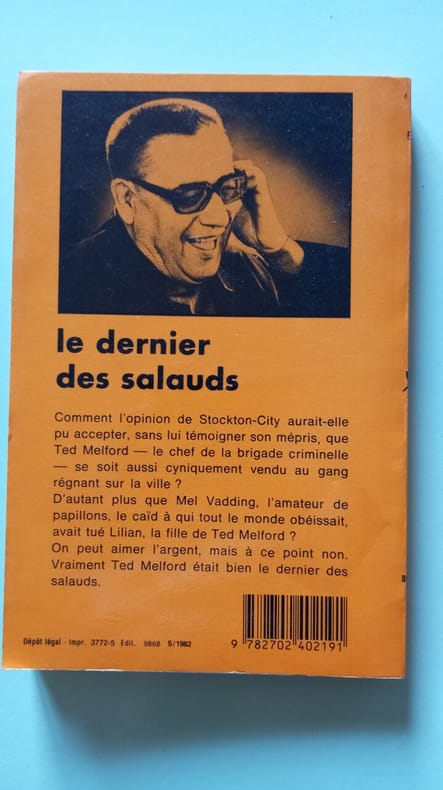 le dernier
des salauds
Comment l'opinion de Stockton-City aurait-elle
pu accepter, sans lui témoigner son mépris, que
Ted Melford — le chef de la brigade criminelle
— se soit aussi cyniquement vendu au gang
régnant sur la ville ?
D'autant plus que Mel Vadding, l'amateur de
papillons, le caïd à qui tout le monde obéissait,
avait tué Lilian, la fille de Ted Melford ?
On peut aimer l'argent, mais à ce point non.
Vraiment Ted Melford était bien le dernier des
salauds.
Dépôt légal - Impr. 3772-5 Edil. 9868 5/1982
9 782702 402191